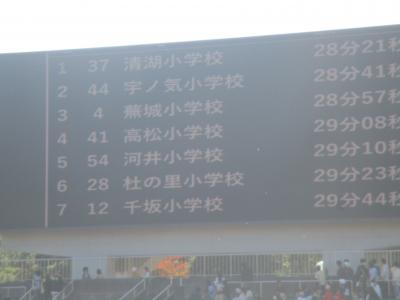 1 37 清湖小学校 28分21秒
2 44 宇ノ気小学校 28分41秒
3 4 蕪城小学校 28分57秒
4 41 高松小学校 29分08秒
5 54 河井小学校 29分10秒
6 28 杜の里小学校 29分23秒
7 12 千坂小学校 29分44秒